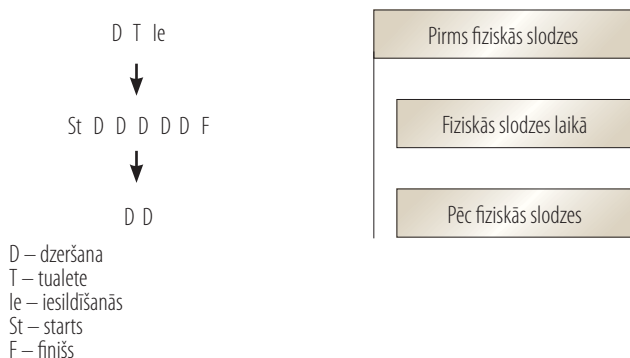 D T Ie
Pirms fiziskās slodzes
St D D D D D F
Fiziskās slodzes laikā
D D
Pēc fiziskās slodzes
D – dzeršana
T – tualete
Ie – iesildīšanās
St – starts
F – finišs